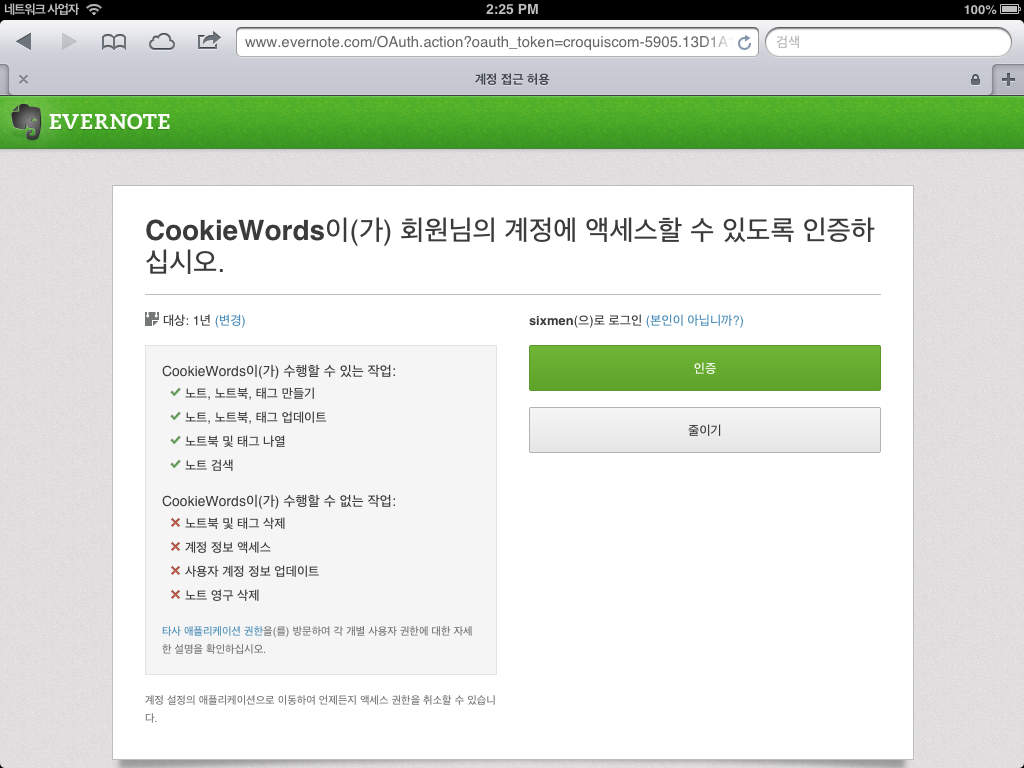 네트워크 사업자 2:25 PM 100%
www.evernote.com/OAuth.action?oauth_token=croquiscom-5905.13D1A 검색
계정 접근 허용
EVERNOTE
CookieWords이(가) 회원님의 계정에 액세스할 수 있도록 인증하
십시오.
대상: 1년 (변경)
CookieWords이(가) 수행할 수 있는 작업:
노트, 노트북, 태그 만들기
노트, 노트북, 태그 업데이트
노트북 및 태그 나열
노트 검색
CookieWords이(가) 수행할 수 없는 작업:
노트북 및 태그 삭제
계정 정보 액세스
사용자 계정 정보 업데이트
노트 영구 삭제
타사 애플리케이션 권한을(를) 방문하여 각 개별 사용자 권한에 대한 자세
한 설명을 확인하십시오.
계정 설정의 애플리케이션으로 이동하여 언제든지 액세스 권한을 취소할 수 있습니
다.
sixmen(으)로 로그인 (본인이 아닙니까?)
인증
줄이기